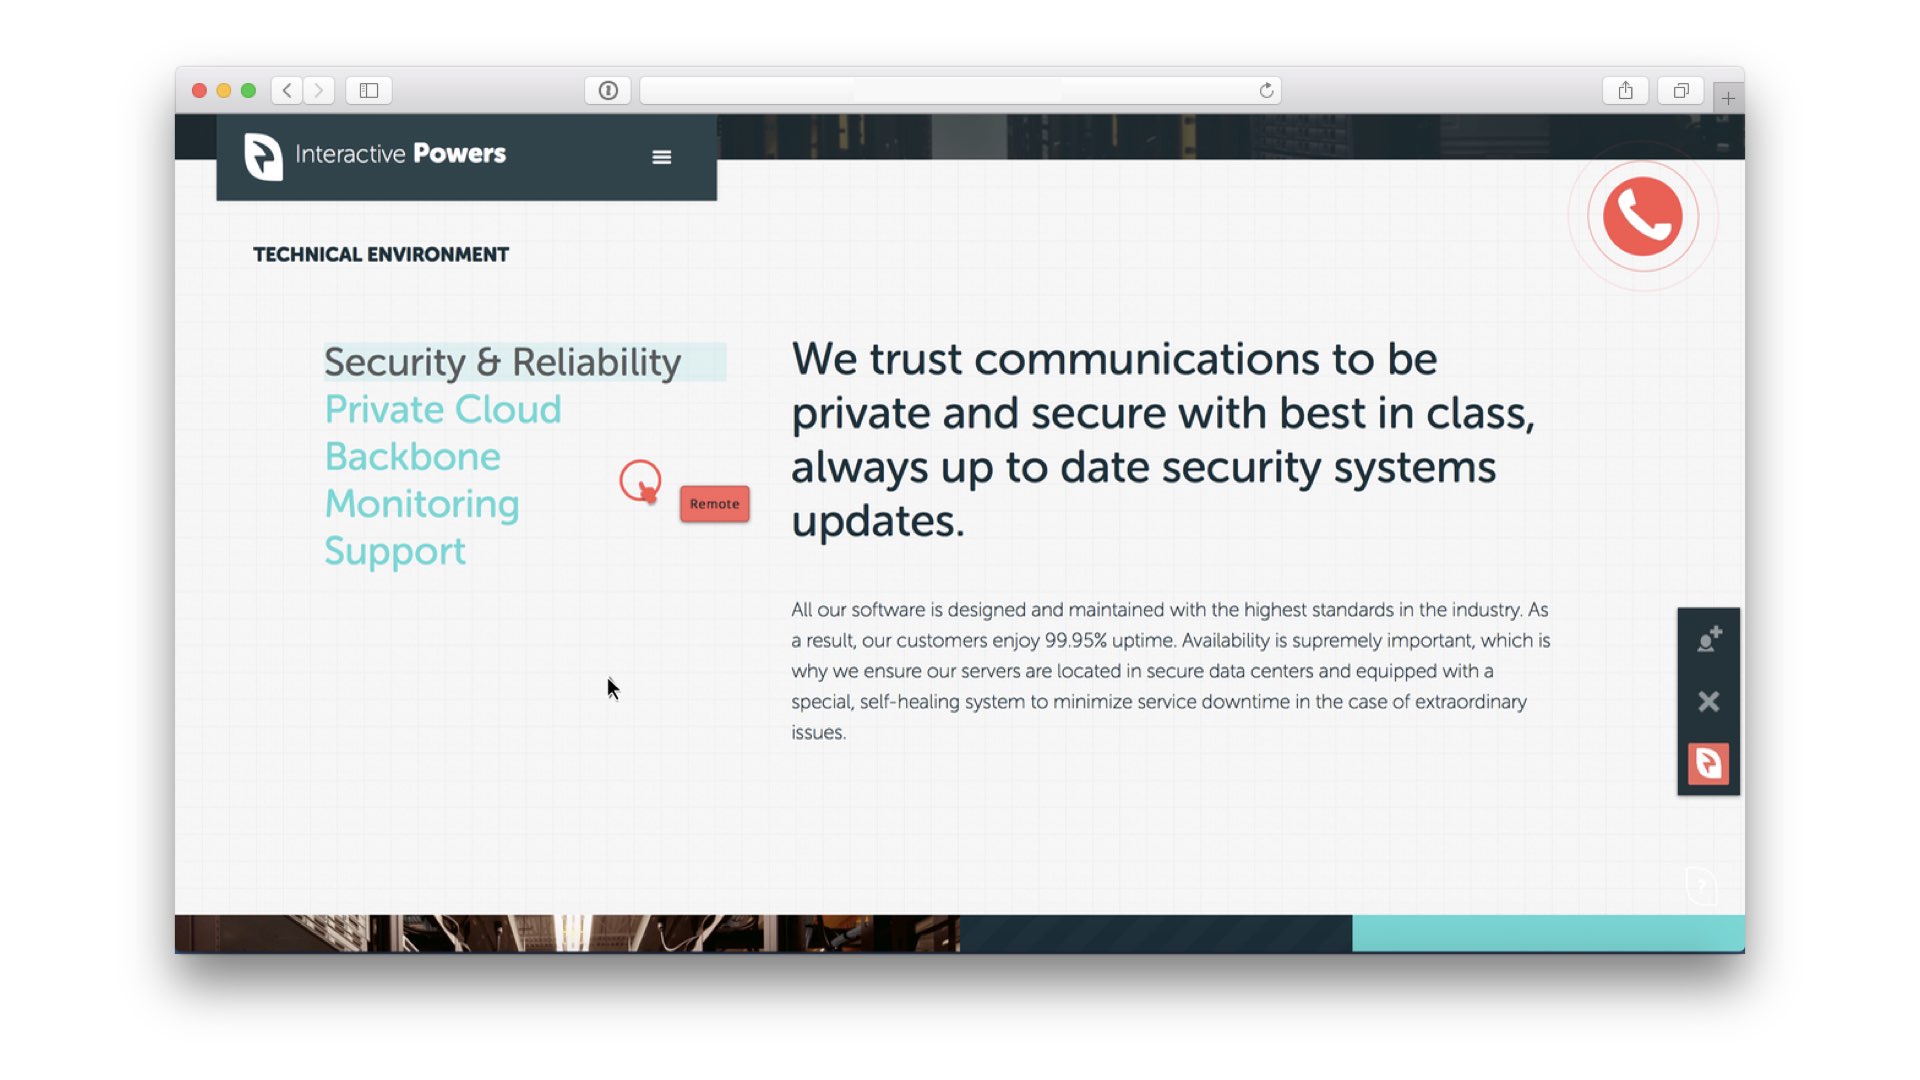 Interactive Powers
TECHNICAL ENVIRONMENT
Security & Reliability
Private Cloud
Backbone
Monitoring
Support
Remote
We trust communications to be
private and secure with best in class,
always up to date security systems
updates.
All our software is designed and maintained with the highest standards in the industry. As
a result, our customers enjoy 99.95% uptime. Availability is supremely important, which is
why we ensure our servers are located in secure data centers and equipped with a
special, self-healing system to minimize service downtime in the case of extraordinary
issues.
?